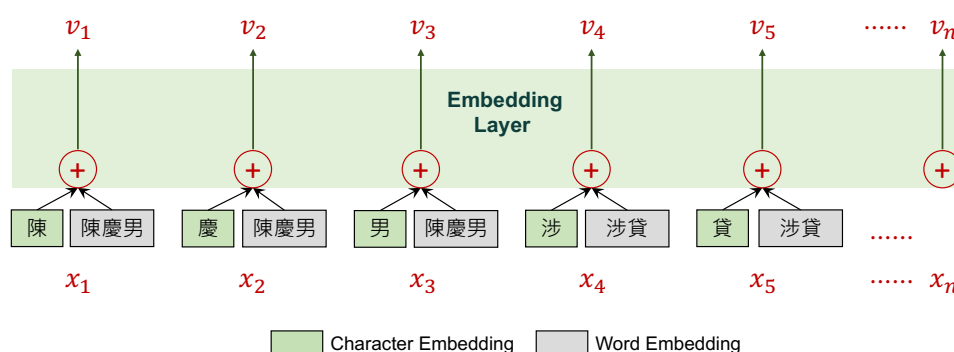 v₁ v₂ v₃ v₄ v₅ ...... vₙ
Embedding
Layer
+ + + + + +
陳 陳慶男 慶 陳慶男 男 陳慶男 涉 涉貸 貸 涉貸 ......
x₁ x₂ x₃ x₄ x₅ ...... xₙ
Character Embedding Word Embedding